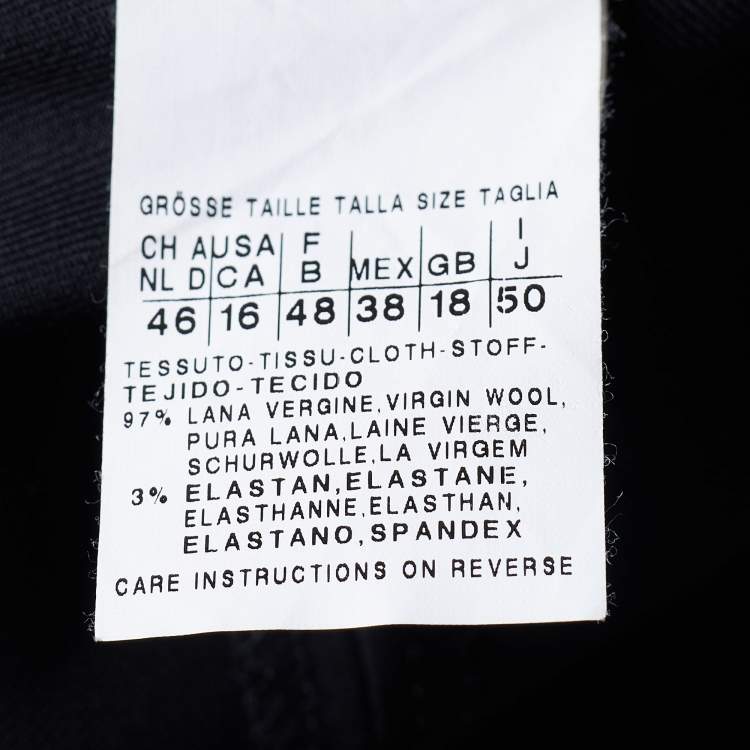 GRÖSSE TAILLE TALLA SIZE TAGLIA
CH A USA F I
NL D CA B MEX GB J
46 16 48 38 18 50
TESSUTO-TISSU-CLOTH-STOFF-
TEJIDO-TECIDO
97% LANA VERGINE,VIRGIN WOOL,
PURA LANA,LAINE VIERGE,
SCHURWOLLE,LA VIRGEM
3% ELASTAN,ELASTANE,
ELASTHANNE,ELASTHAN,
ELASTANO,SPANDEX
CARE INSTRUCTIONS ON REVERSE